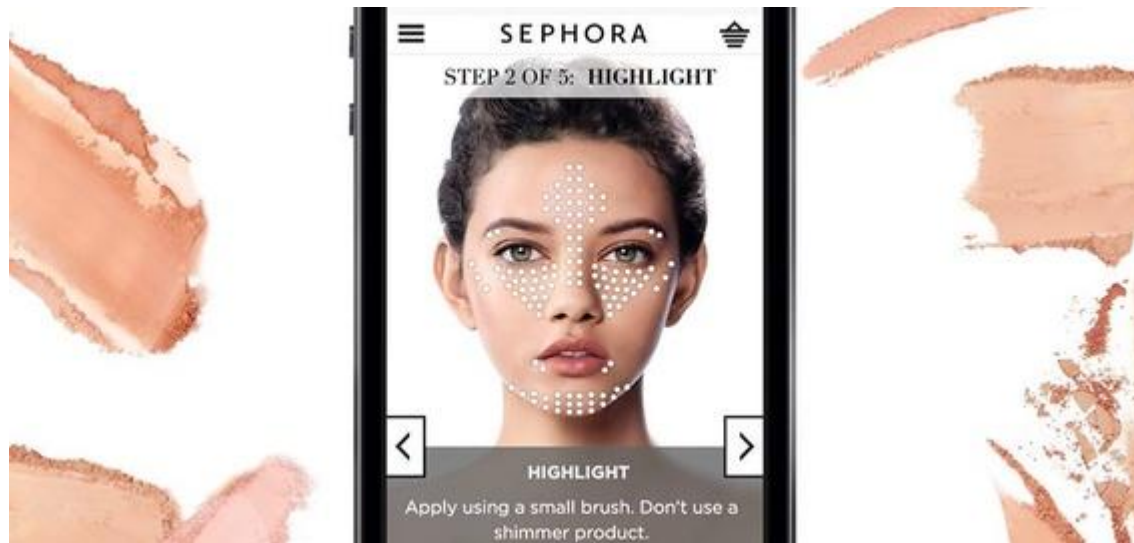 SEPHORA
STEP 2 OF 5: HIGHLIGHT
HIGHLIGHT
Apply using a small brush. Don't use a
shimmer product.